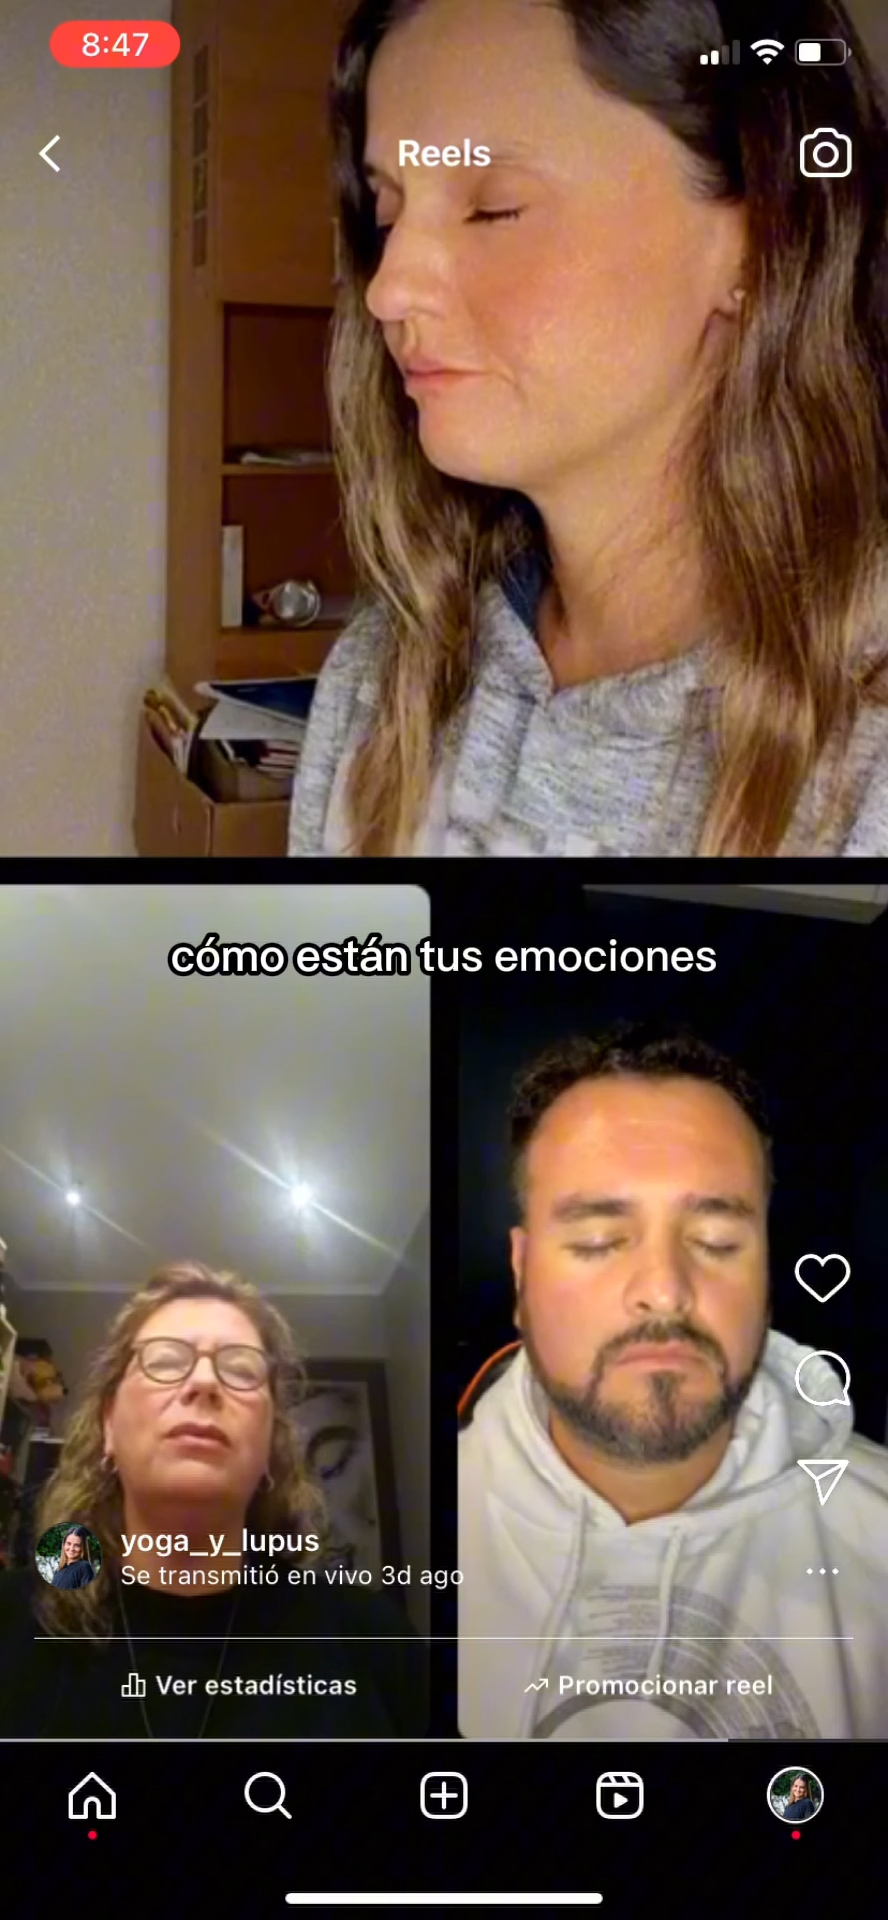 8:47
Reels
cómo están tus emociones
yoga_y_lupus
Se transmitió en vivo 3d ago
Ver estadísticas
Promocionar reel